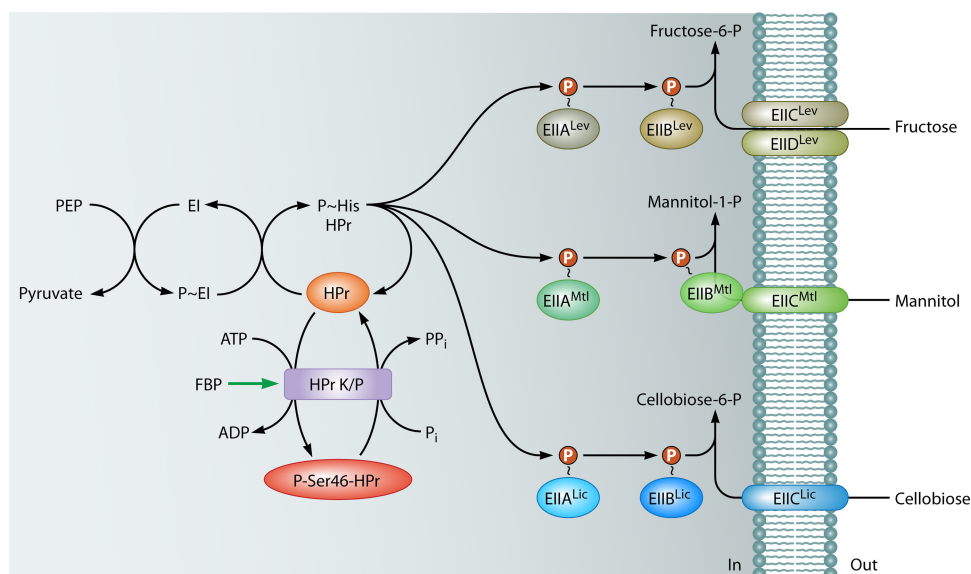 Fructose-6-P
P
P
EIIA^Lev
EIIB^Lev
EIIC^Lev
EIID^Lev
Fructose
PEP
EI
P~His
HPr
Mannitol-1-P
P
P
Pyruvate
P~EI
HPr
EIIA^Mtl
EIIB^Mtl
EIIC^Mtl
Mannitol
ATP
PPi
FBP
HPr K/P
ADP
Pi
Cellobiose-6-P
P
P
P-Ser46-HPr
EIIA^Lic
EIIB^Lic
EIIC^Lic
Cellobiose
In
Out